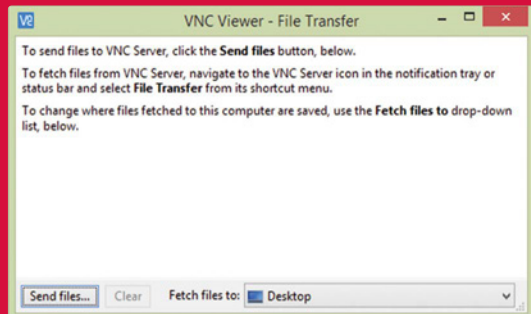 VNC Viewer - File Transfer
To send files to VNC Server, click the Send files button, below.
To fetch files from VNC Server, navigate to the VNC Server icon in the notification tray or
status bar and select File Transfer from its shortcut menu.
To change where files fetched to this computer are saved, use the Fetch files to drop-down
list, below.
Send files... Clear Fetch files to: Desktop